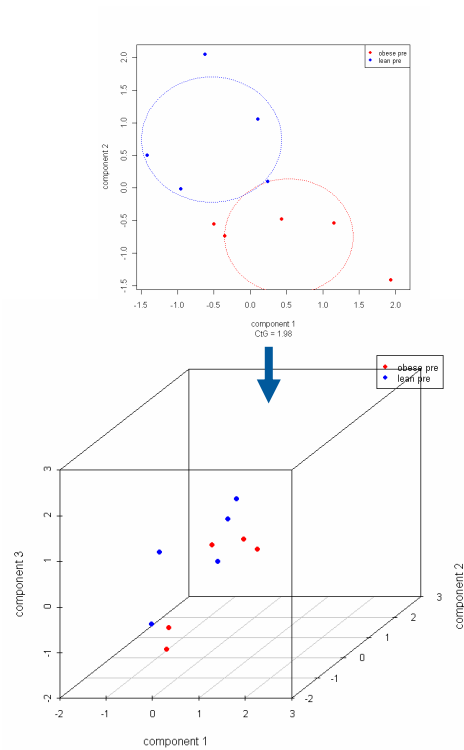 obese pre
lean pre
2.0
1.5
1.0
0.5
0.0
-0.5
-1.0
-1.5
component 2
-1.5 -1.0 -0.5 0.0 0.5 1.0 1.5 2.0
component 1
CtG = 1.98
obese pre
lean pre
3
2
1
0
-1
-2
component 3
3
2
1
0
-1
-2
component 2
-2 -1 0 1 2 3
component 1